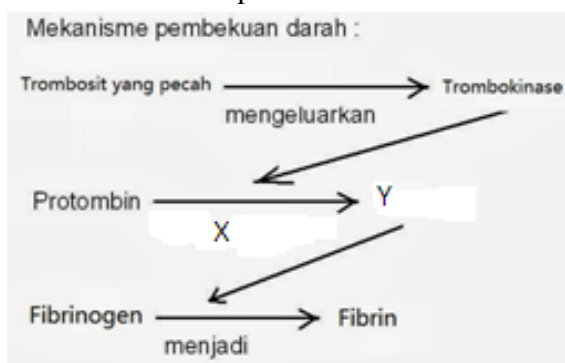 Mekanisme pembekuan darah :
Trombosit yang pecah Trombokinase
mengeluarkan
Protombin Y
X
Fibrinogen Fibrin
menjadi